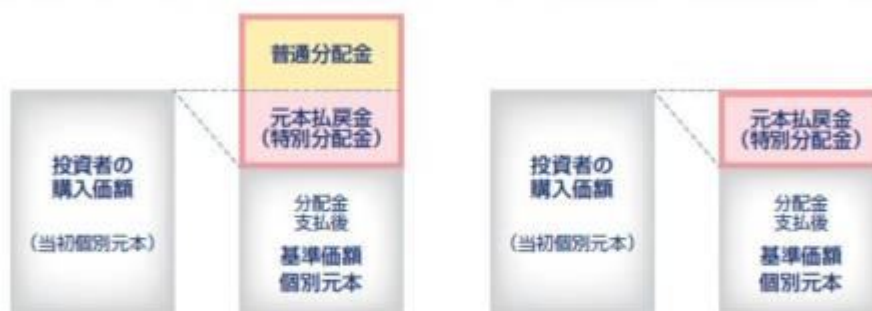 普通分配金
元本払戻金
（特別分配金）
投資者の
購入価額
（当初個別元本）
分配金
支払後
基準価額
個別元本
元本払戻金
（特別分配金）
投資者の
購入価額
（当初個別元本）
分配金
支払後
基準価額
個別元本